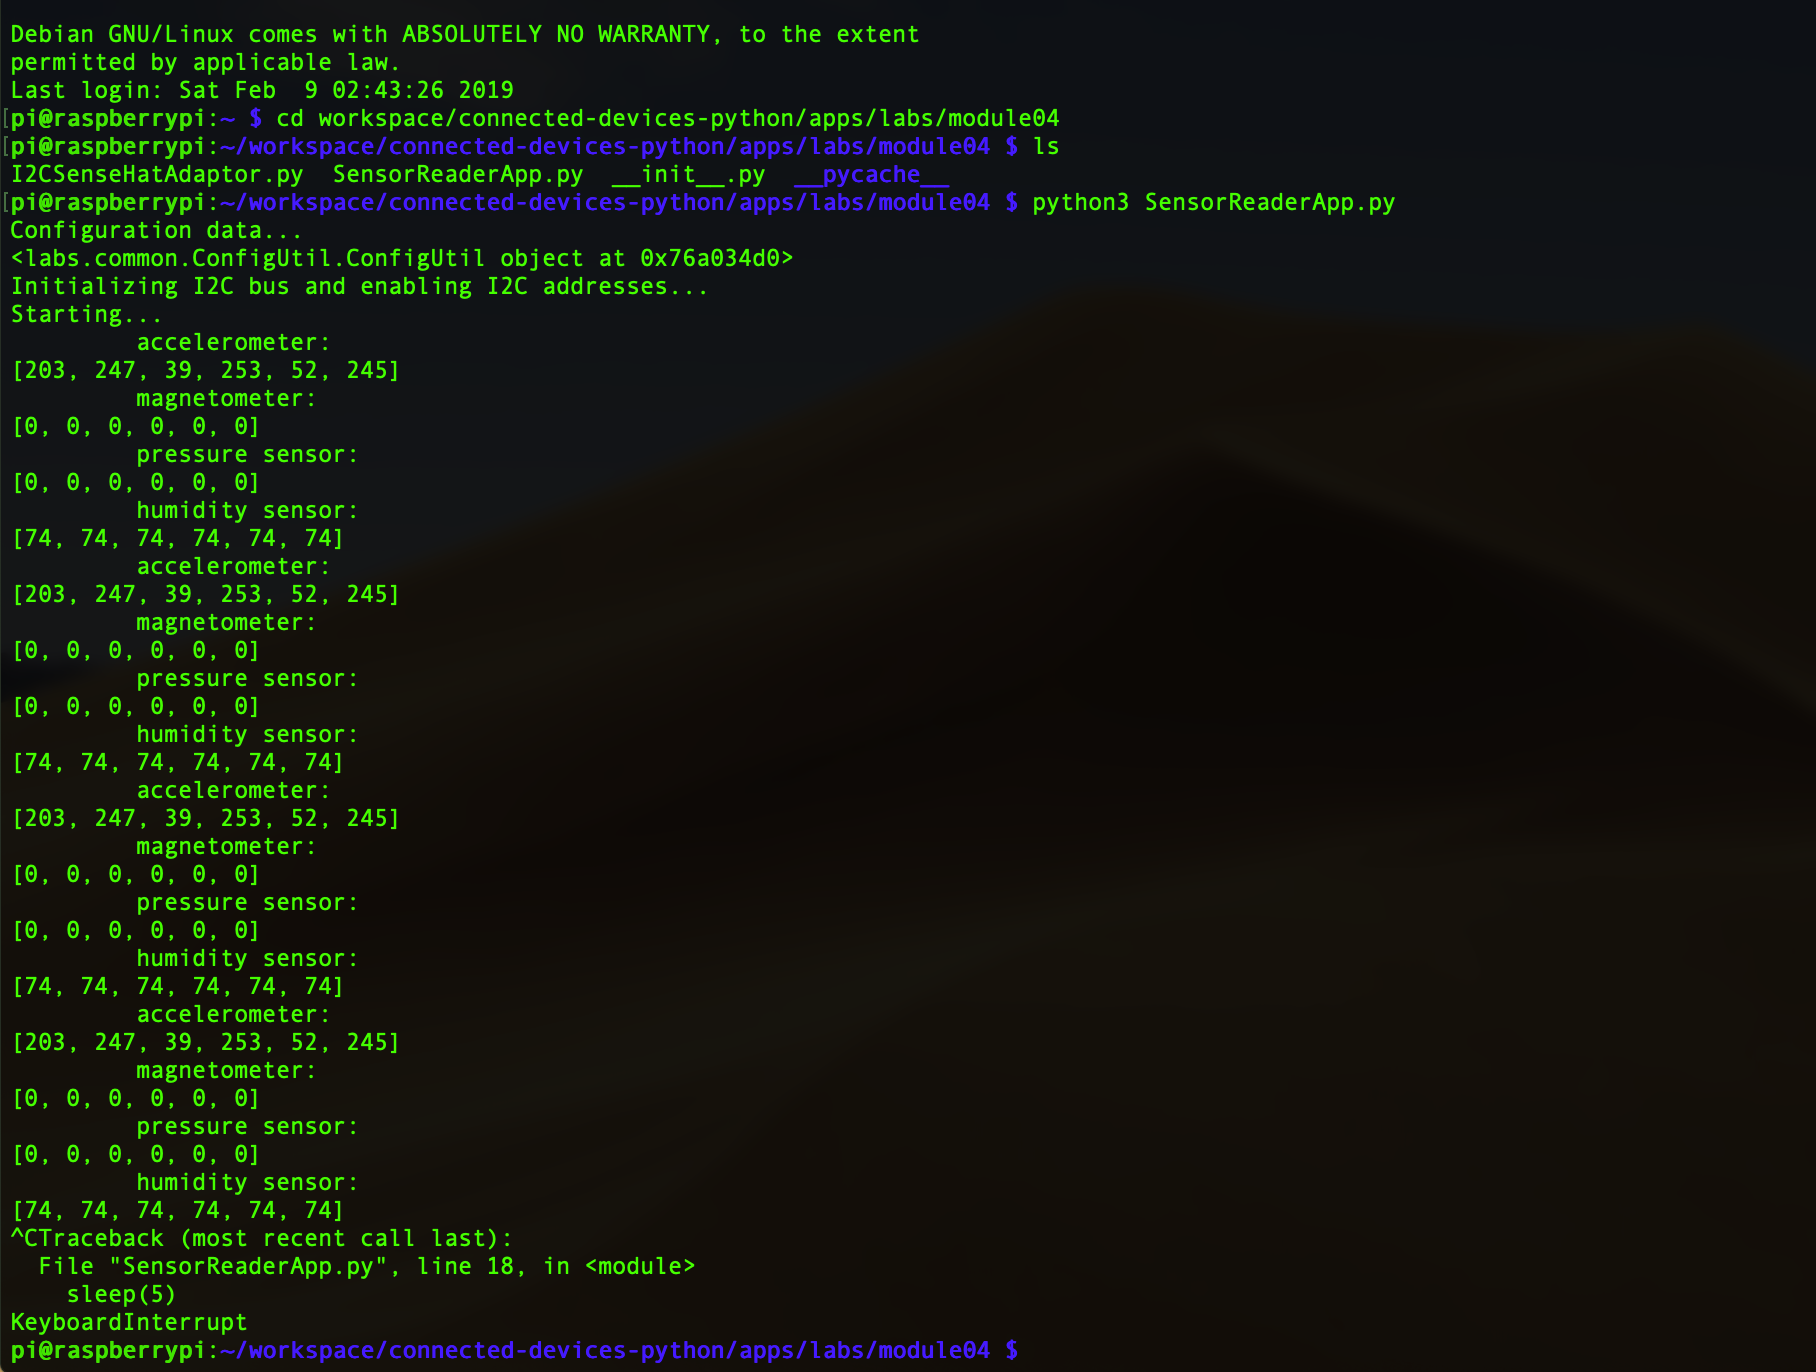 Debian GNU/Linux comes with ABSOLUTELY NO WARRANTY, to the extent
permitted by applicable law.
Last login: Sat Feb  9 02:43:26 2019
[pi@raspberrypi:~ $ cd workspace/connected-devices-python/apps/labs/module04
[pi@raspberrypi:~/workspace/connected-devices-python/apps/labs/module04 $ ls
I2CSenseHatAdaptor.py  SensorReaderApp.py  __init__.py  __pycache__
[pi@raspberrypi:~/workspace/connected-devices-python/apps/labs/module04 $ python3 SensorReaderApp.py
Configuration data...
<labs.common.ConfigUtil.ConfigUtil object at 0x76a034d0>
Initializing I2C bus and enabling I2C addresses...
Starting...
         accelerometer:
[203, 247, 39, 253, 52, 245]
         magnetometer:
[0, 0, 0, 0, 0, 0]
         pressure sensor:
[0, 0, 0, 0, 0, 0]
         humidity sensor:
[74, 74, 74, 74, 74, 74]
         accelerometer:
[203, 247, 39, 253, 52, 245]
         magnetometer:
[0, 0, 0, 0, 0, 0]
         pressure sensor:
[0, 0, 0, 0, 0, 0]
         humidity sensor:
[74, 74, 74, 74, 74, 74]
         accelerometer:
[203, 247, 39, 253, 52, 245]
         magnetometer:
[0, 0, 0, 0, 0, 0]
         pressure sensor:
[0, 0, 0, 0, 0, 0]
         humidity sensor:
[74, 74, 74, 74, 74, 74]
         accelerometer:
[203, 247, 39, 253, 52, 245]
         magnetometer:
[0, 0, 0, 0, 0, 0]
         pressure sensor:
[0, 0, 0, 0, 0, 0]
         humidity sensor:
[74, 74, 74, 74, 74, 74]
^CTraceback (most recent call last):
  File "SensorReaderApp.py", line 18, in <module>
    sleep(5)
KeyboardInterrupt
pi@raspberrypi:~/workspace/connected-devices-python/apps/labs/module04 $